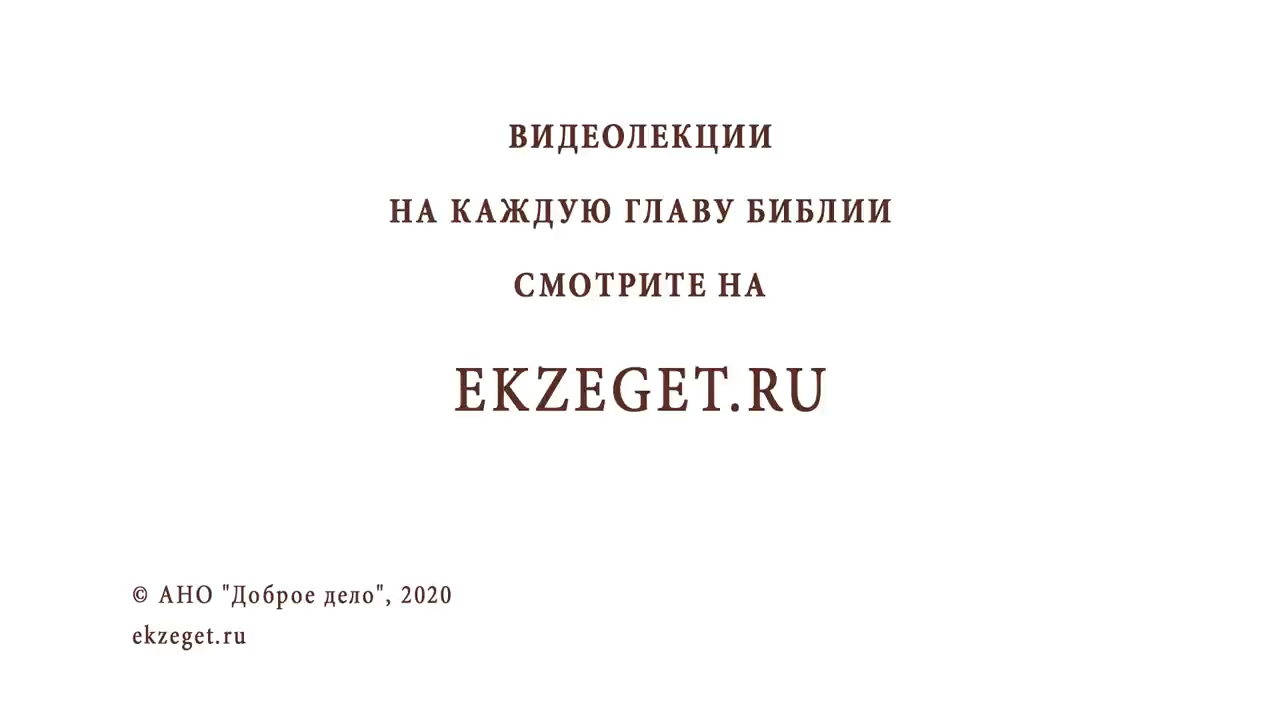 ВИДЕОЛЕКЦИИ
НА КАЖДУЮ ГЛАВУ БИБЛИИ
СМОТРИТЕ НА
EKZEGET.RU
© АНО "Доброе дело", 2020
ekzeget.ru